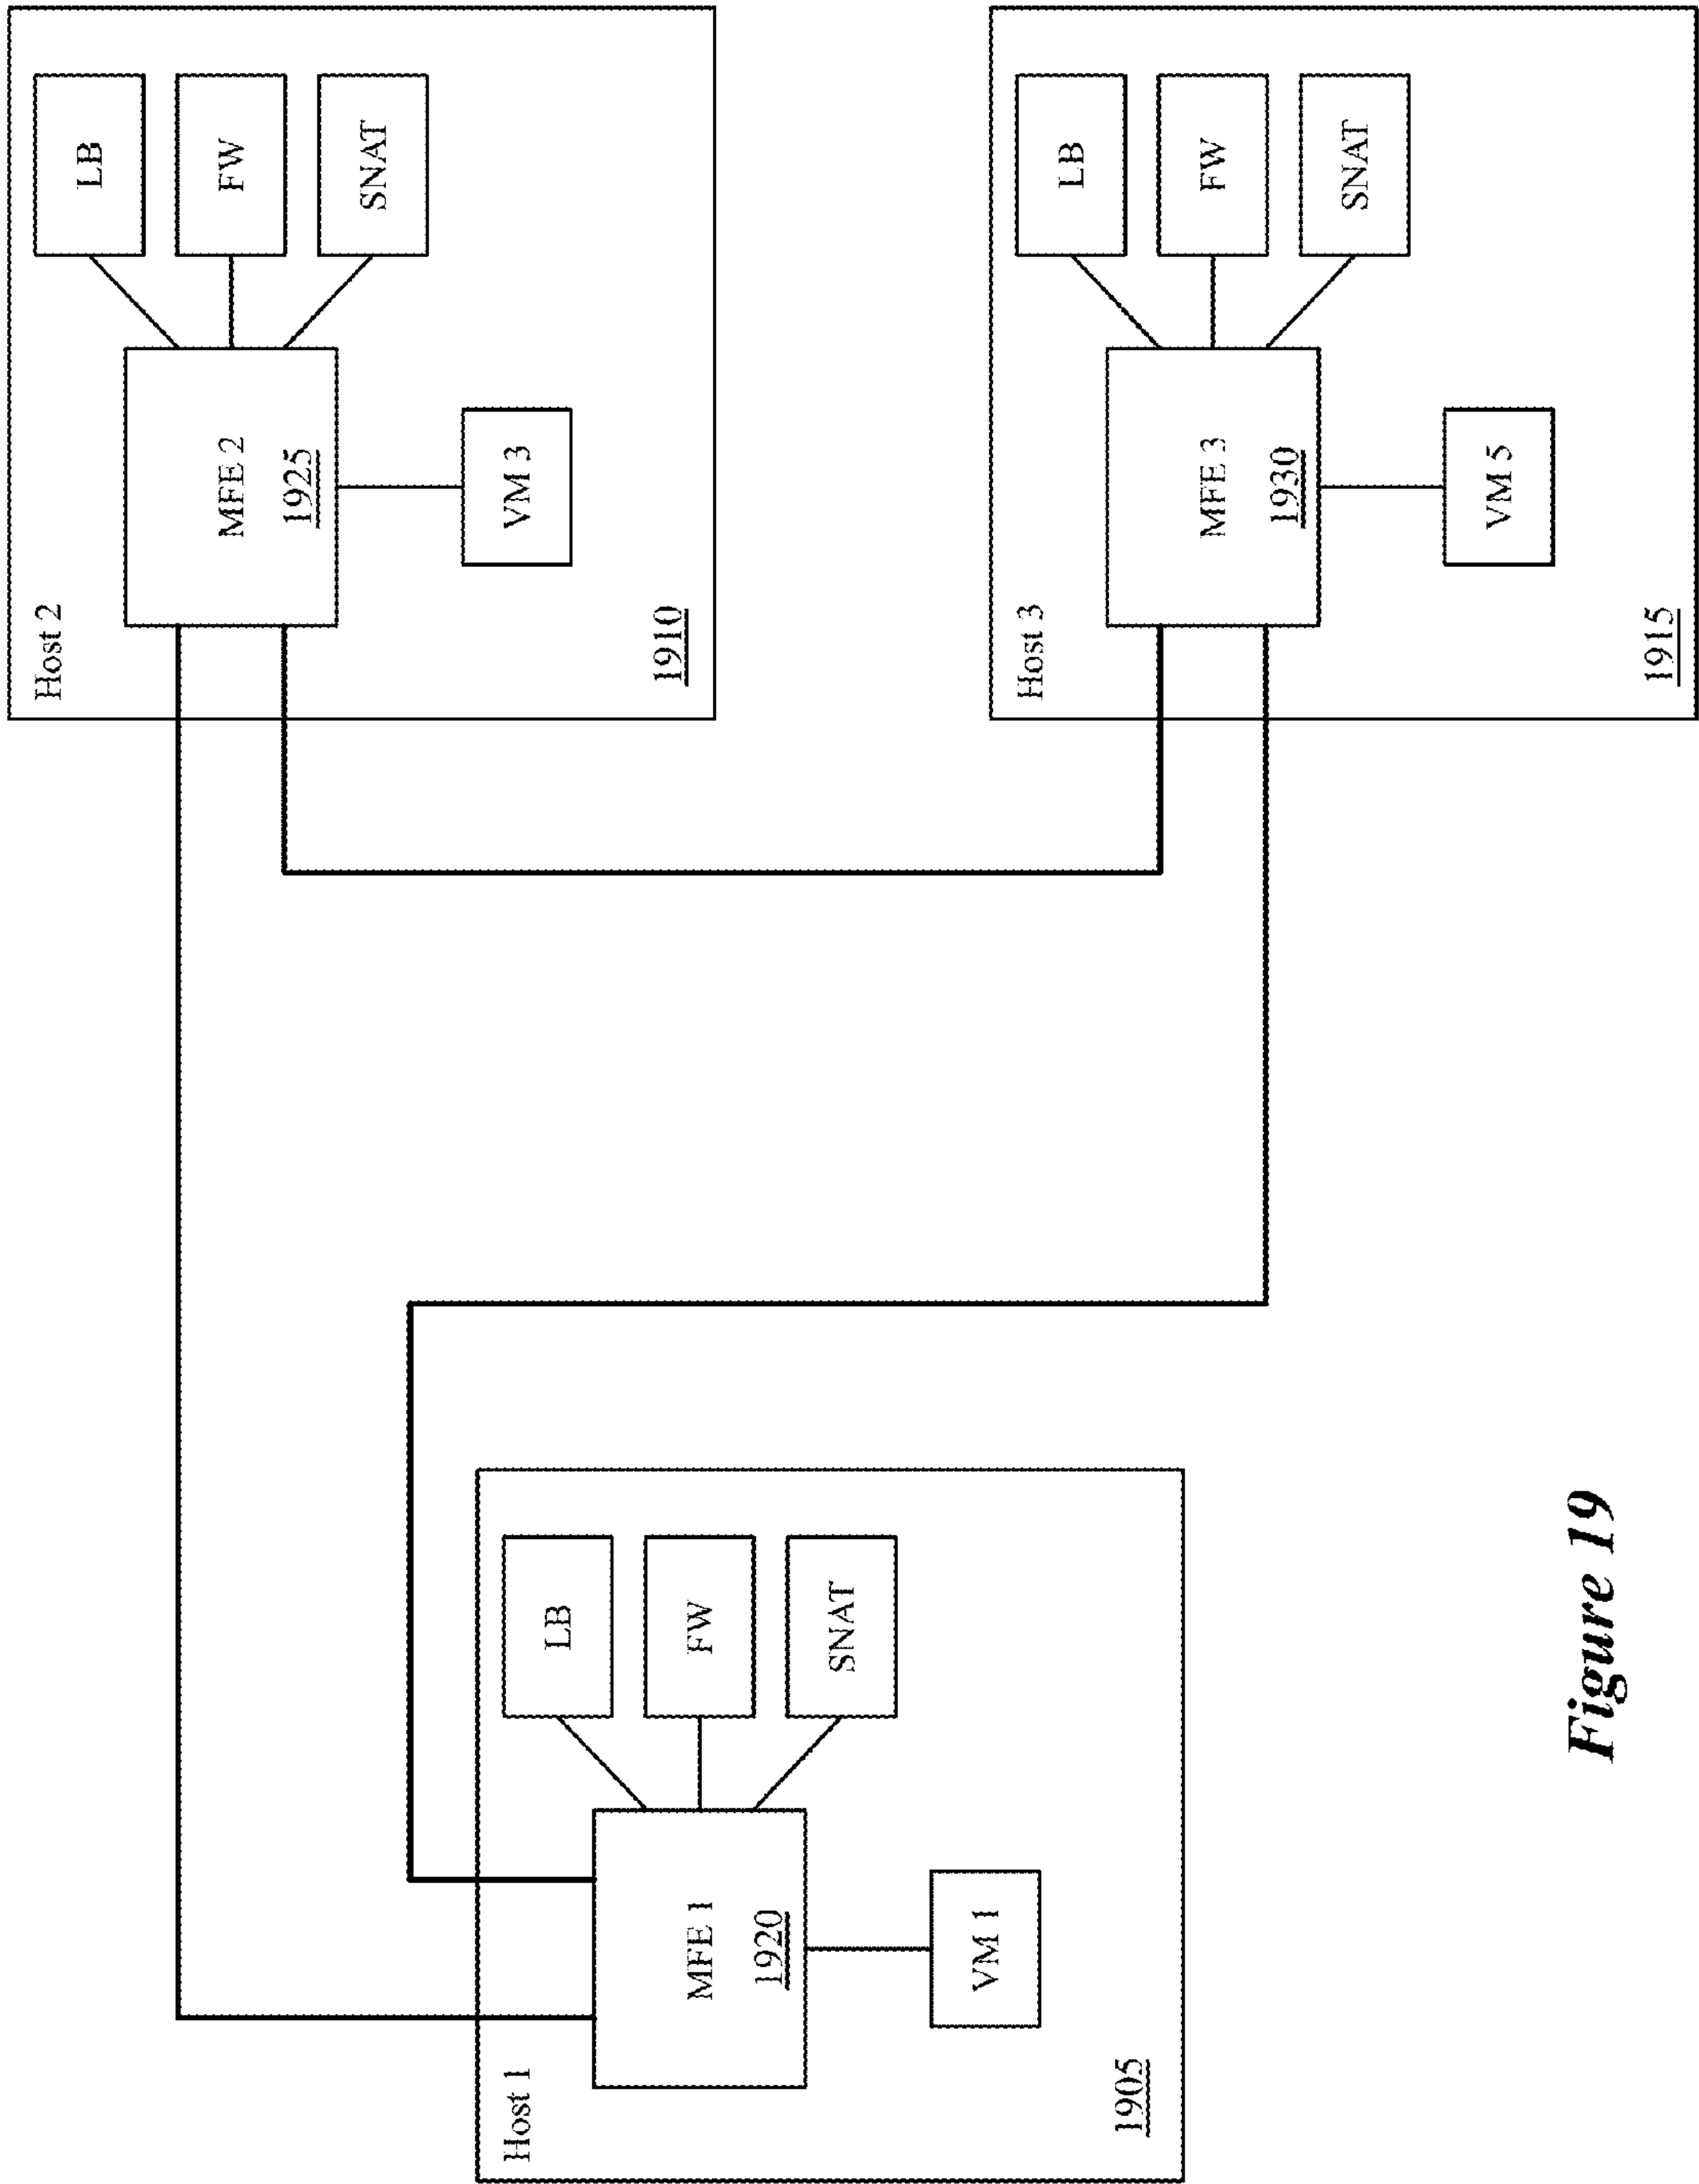 Host 1
MFE 1
1920
LB
FW
SNAT
VM 1
1905
Host 2
MFE 2
1925
LB
FW
SNAT
VM 3
1910
Host 3
MFE 3
1930
LB
FW
SNAT
VM 5
1915
Figure 19